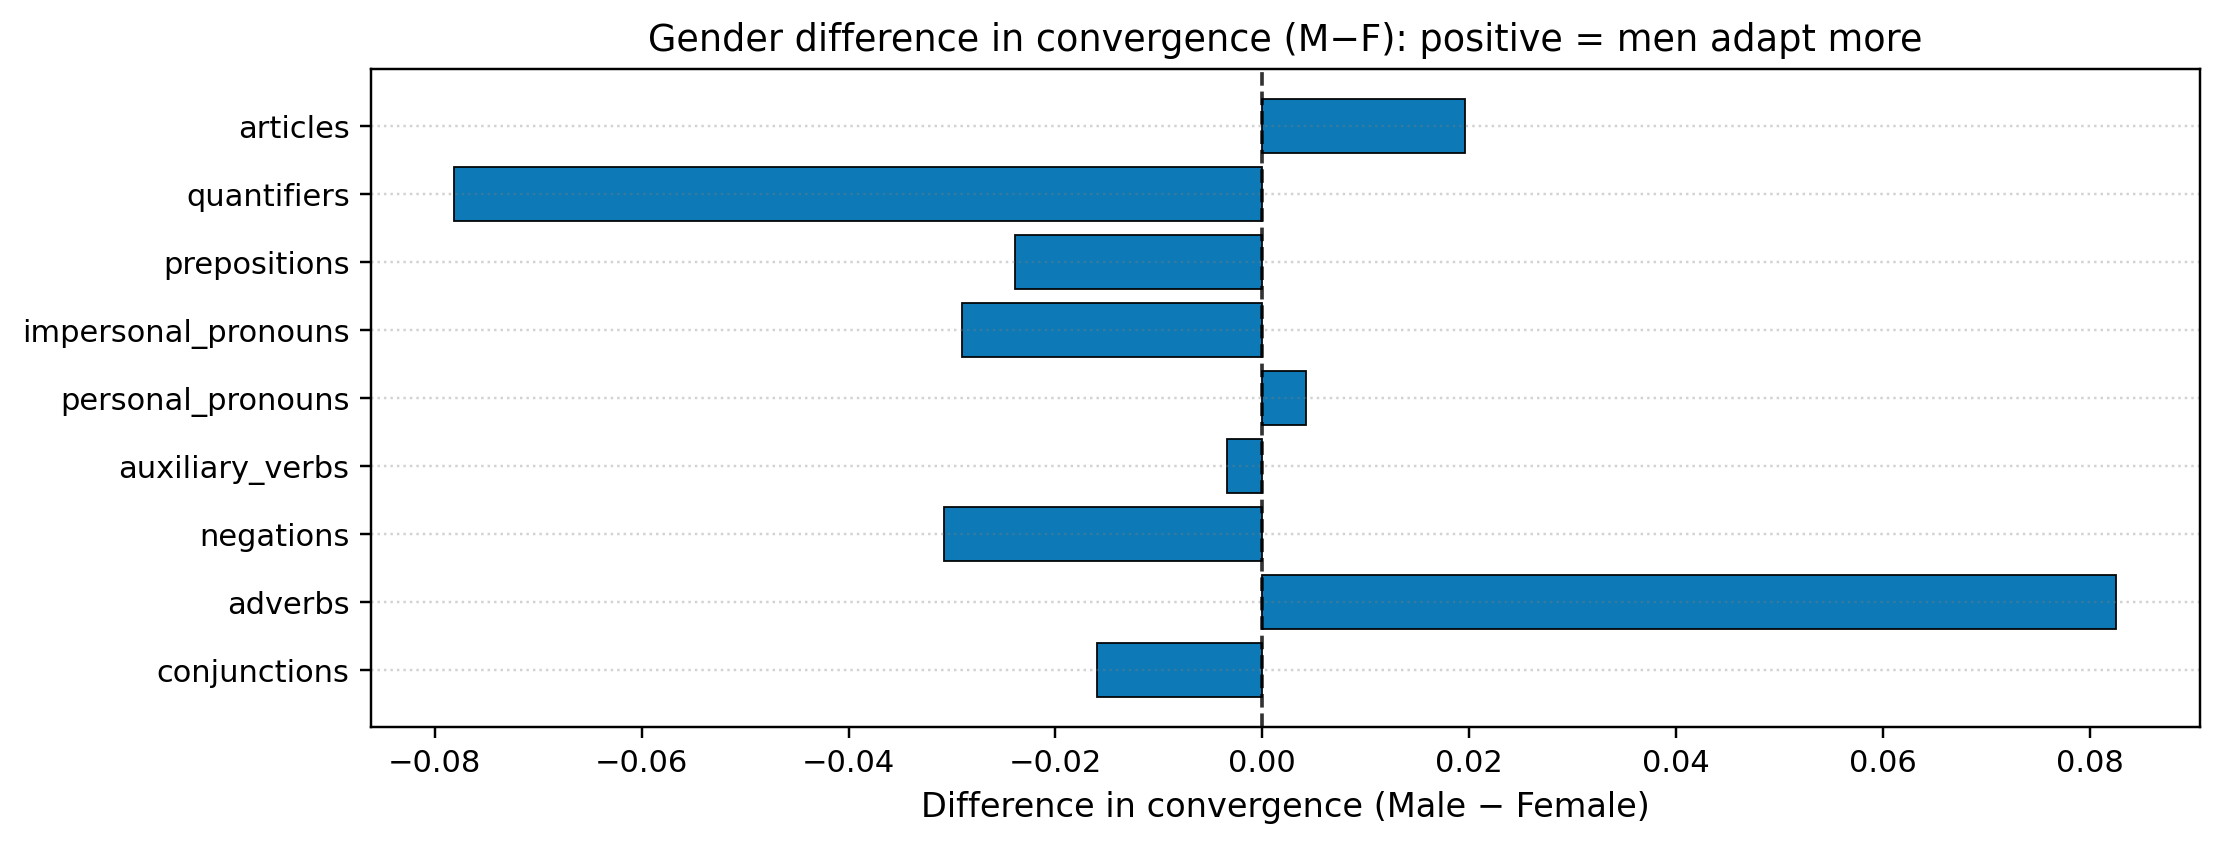 Gender difference in convergence (M−F): positive = men adapt more
articles
quantifiers
prepositions
impersonal_pronouns
personal_pronouns
auxiliary_verbs
negations
adverbs
conjunctions
−0.08 −0.06 −0.04 −0.02 0.00 0.02 0.04 0.06 0.08
Difference in convergence (Male − Female)